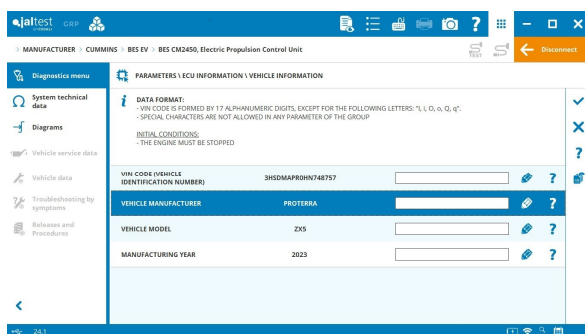 jaltest GRP
COJALI
> MANUFACTURER > CUMMINS > BES EV > BES CM2450, Electric Propulsion Control Unit
TEST
Disconnect
Diagnostics menu
PARAMETERS \ ECU INFORMATION \ VEHICLE INFORMATION
System technical
data
Diagrams
Vehicle service data
Vehicle data
Troubleshooting by
symptoms
Releases and
Procedures
DATA FORMAT:
- VIN CODE IS FORMED BY 17 ALPHANUMERIC DIGITS, EXCEPT FOR THE FOLLOWING LETTERS: "I, i, O, o, Q, q".
- SPECIAL CHARACTERS ARE NOT ALLOWED IN ANY PARAMETER OF THE GROUP
INITIAL CONDITIONS:
- THE ENGINE MUST BE STOPPED
VIN CODE (VEHICLE
IDENTIFICATION NUMBER) 3HSDMAPR0HN748757
VEHICLE MANUFACTURER PROTERRA
VEHICLE MODEL ZX5
MANUFACTURING YEAR 2023
24.1